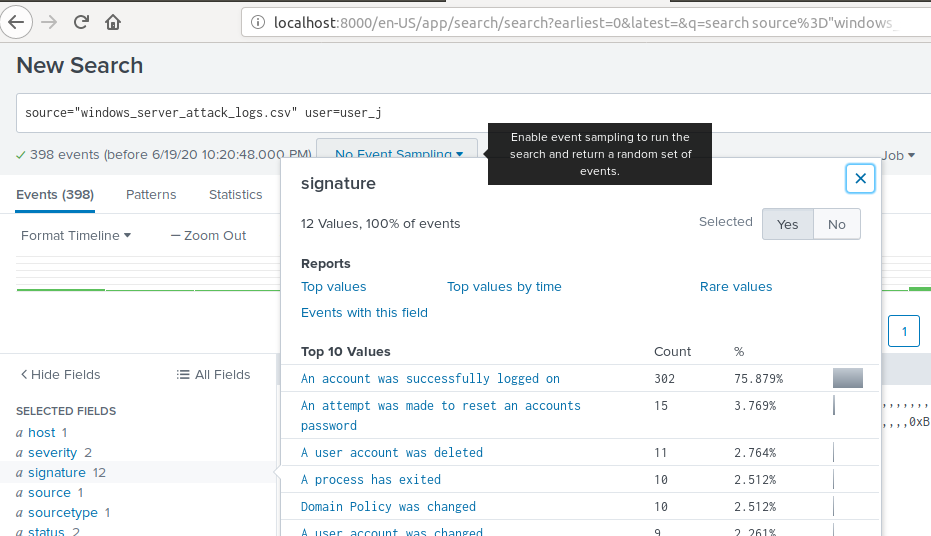 localhost:8000/en-US/app/search/search?earliest=0&latest=&q=search source%3D"windows_
New Search
source="windows_server_attack_logs.csv" user=user_j
398 events (before 6/19/20 10:20:48.000 PM)
No Event Sampling
Enable event sampling to run the
search and return a random set of
events.
Job
Events (398)
Patterns
Statistics
Format Timeline
— Zoom Out
signature
12 Values, 100% of events
Selected
Yes
No
Reports
Top values
Top values by time
Rare values
Events with this field
Top 10 Values Count %
An account was successfully logged on 302 75.879%
An attempt was made to reset an accounts 15 3.769%
password
A user account was deleted 11 2.764%
A process has exited 10 2.512%
Domain Policy was changed 10 2.512%
A user account was changed 9 2.261%
1
,,,,,,,
,,,,0xB
Hide Fields
All Fields
SELECTED FIELDS
a host 1
a severity 2
a signature 12
a source 1
a sourcetype 1
a status 2